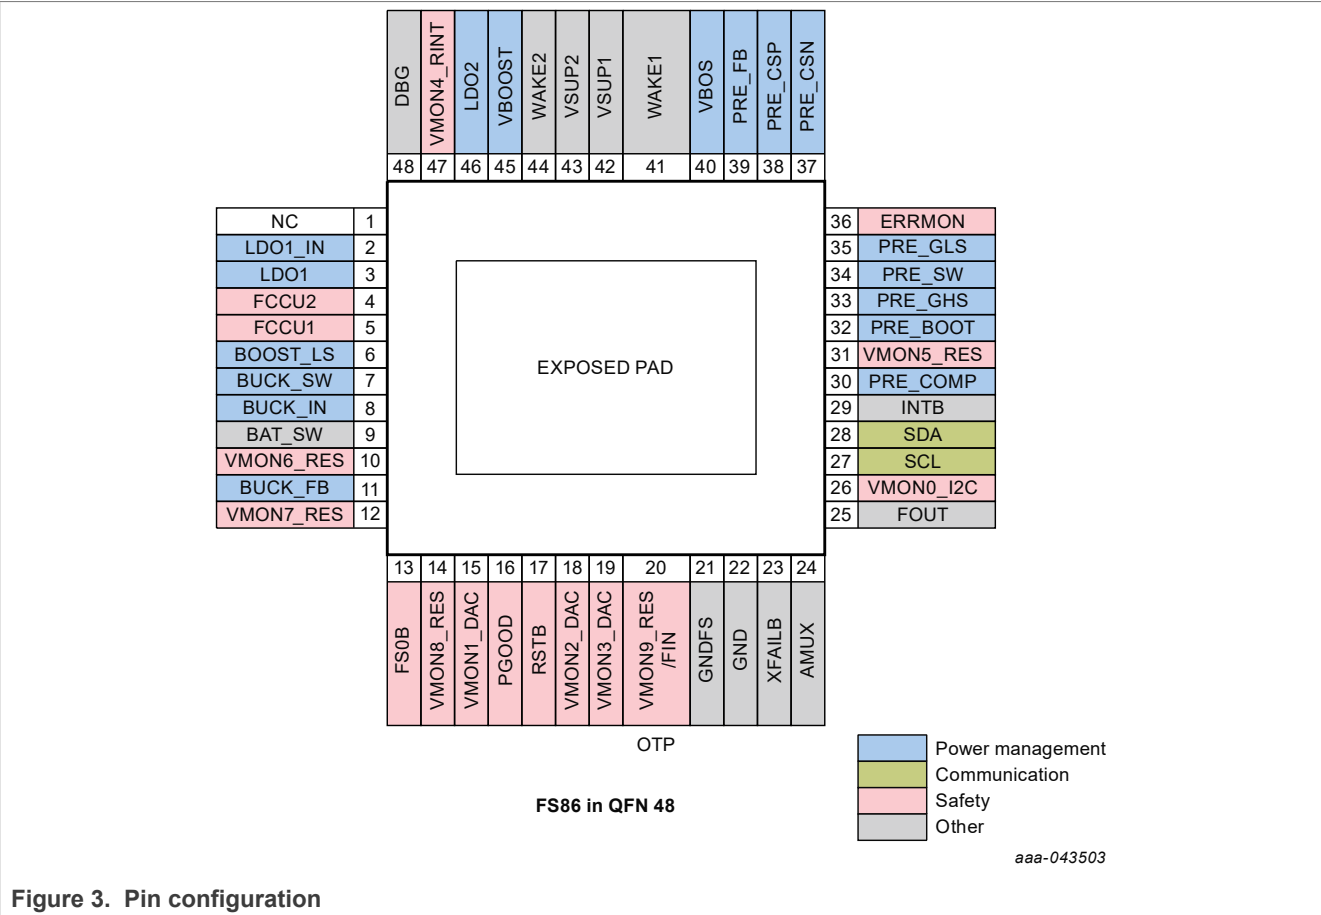 DBG
VMON4_RINT
LDO2
VBOOST
WAKE2
VSUP2
VSUP1
WAKE1
VBOS
PRE_FB
PRE_CSP
PRE_CSN
48 47 46 45 44 43 42 41 40 39 38 37
NC 1
LDO1_IN 2
LDO1 3
FCCU2 4
FCCU1 5
BOOST_LS 6
BUCK_SW 7
BUCK_IN 8
BAT_SW 9
VMON6_RES 10
BUCK_FB 11
VMON7_RES 12
EXPOSED PAD
36 ERRMON
35 PRE_GLS
34 PRE_SW
33 PRE_GHS
32 PRE_BOOT
31 VMON5_RES
30 PRE_COMP
29 INTB
28 SDA
27 SCL
26 VMON0_I2C
25 FOUT
13 14 15 16 17 18 19 20 21 22 23 24
FS0B
VMON8_RES
VMON1_DAC
PGOOD
RSTB
VMON2_DAC
VMON3_DAC
VMON9_RES
/FIN
GNDFS
GND
XFAILB
AMUX
OTP
FS86 in QFN 48
Power management
Communication
Safety
Other
aaa-043503
Figure 3. Pin configuration